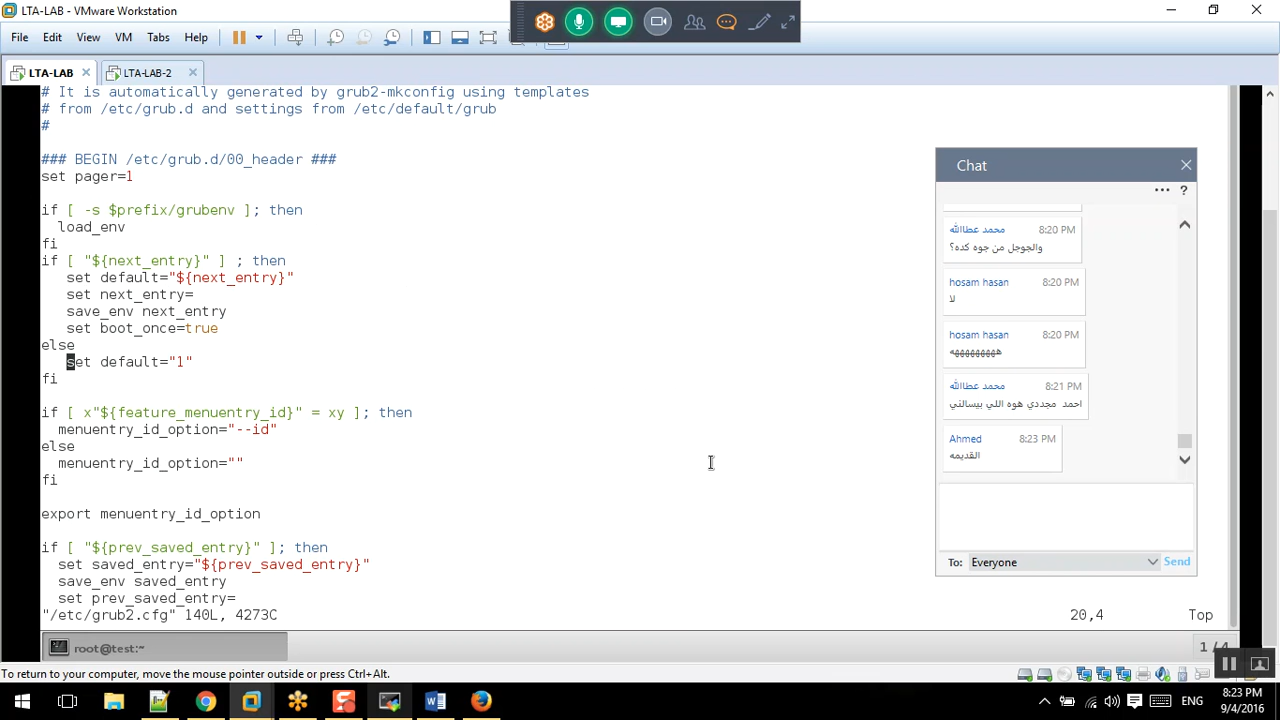 LTA-LAB - VMware Workstation
File
View
VM
Tabs
Help
LTA-LAB
LTA-LAB-2
# It is automatically generated by grub2-mkconfig using templates
# from /etc/grub.d and settings from /etc/default/grub
#
### BEGIN /etc/grub.d/00_header ###
set pager=1
if [ -s $prefix/grubenv ]; then
load_env
fi
if [ "${next_entry}" ] ; then
set default="${next_entry}"
set next_entry=
save_env next_entry
set boot_once=true
else
set default="1"
fi
if [ x"${feature_menuentry_id}" = xy ]; then
menuentry_id_option="--id"
else
menuentry_id_option=""
fi
export menuentry_id_option
if [ "${prev_saved_entry}" ]; then
set saved_entry="${prev_saved_entry}"
save_env saved_entry
set prev_saved_entry=
"/etc/grub2.cfg" 140L, 4273C
20,4
Top
Chat
?
محمد عطاالله
8:20 PM
والجوجل من جوه كده؟
hosam hasan
8:20 PM
لا
hosam hasan
8:20 PM
محمد عطاالله
8:21 PM
احمد مجددي هوه اللي بيسالني
Ahmed
8:23 PM
القديمه
To:
Everyone
Send
root@test:~
1 / 4
To return to your computer, move the mouse pointer outside or press Ctrl+Alt.
ENG
8:23 PM
9/4/2016